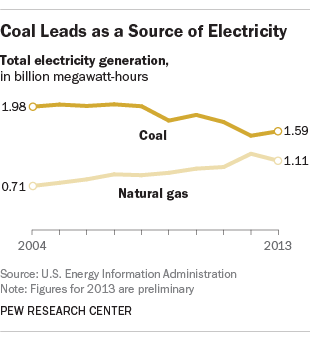 Coal Leads as a Source of Electricity
Total electricity generation,
in billion megawatt-hours
1.98
Coal
1.59
1.11
0.71
Natural gas
2004
2013
Source: U.S. Energy Information Administration
Note: Figures for 2013 are preliminary
PEW RESEARCH CENTER